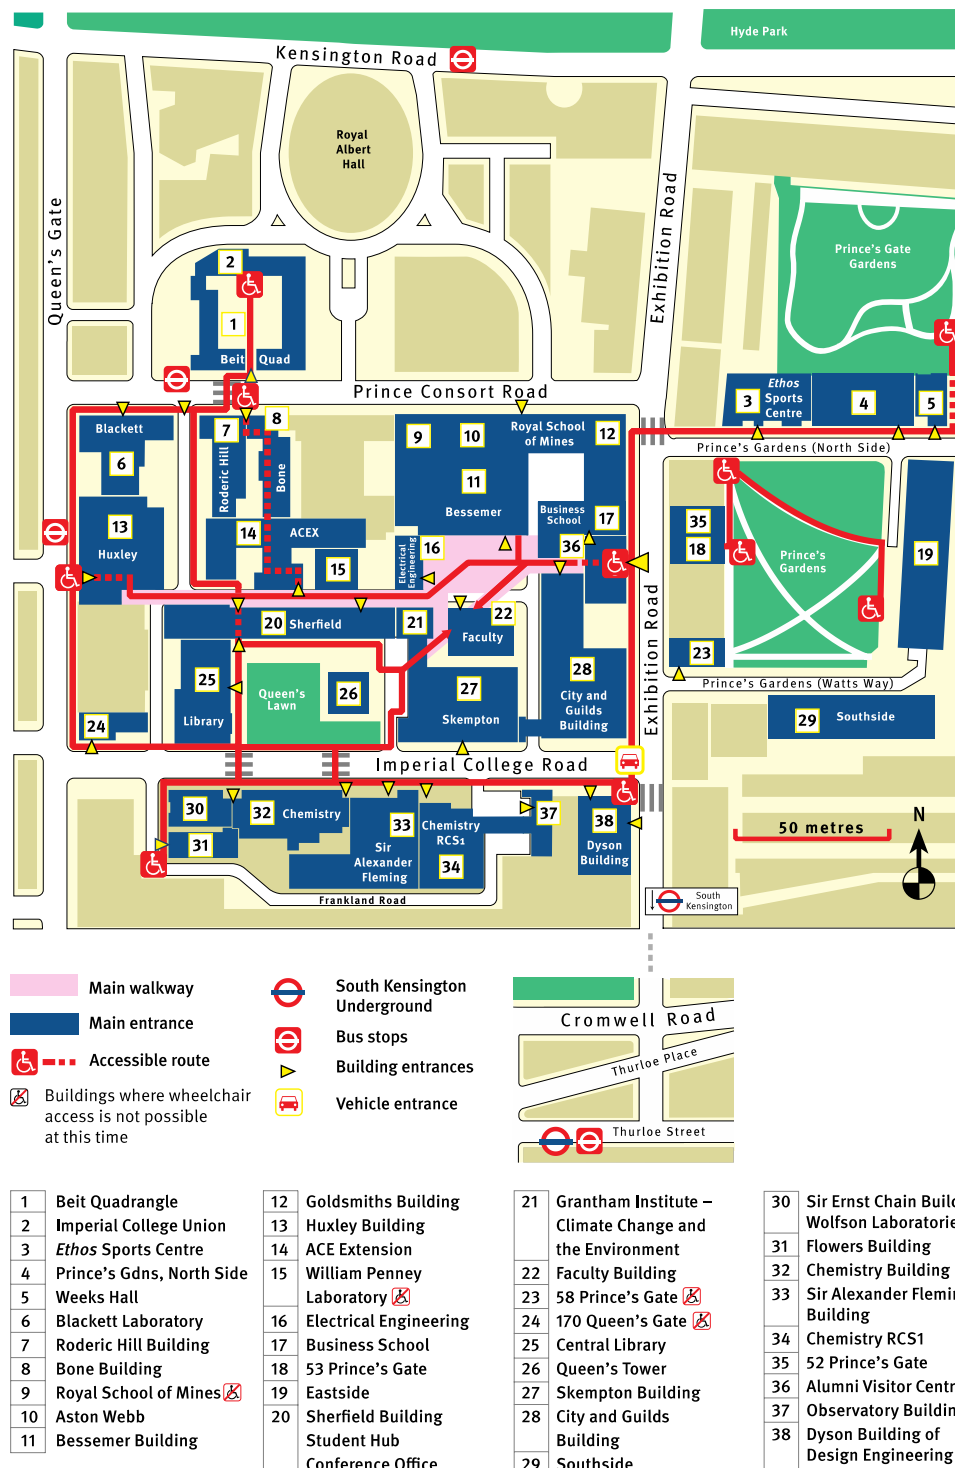 Hyde Park
Kensington Road
Royal
Albert
Hall
Queen's Gate
Exhibition Road
Exhibition Road
Prince's Gate
Gardens
2
1
Beit Quad
Prince Consort Road
Ethos
Sports
Centre
3
4
5
Prince's Gardens (North Side)
Blackett
6
7
8
Roderic Hill
Bone
9
10
Royal School
of Mines
12
11
Bessemer
Business
School
17
13
Huxley
14
ACEX
15
Electrical
Engineering
16
36
35
18
Prince's
Gardens
19
20
Sherfield
21
22
Faculty
23
Prince's Gardens (Watts Way)
25
Library
Queen's
Lawn
26
27
Skempton
28
City and
Guilds
Building
Exhibition Road
29
Southside
24
Imperial College Road
30
31
32
Chemistry
33
Sir
Alexander
Fleming
Chemistry
RCS1
34
37
38
Dyson
Building
Frankland Road
50 metres
N
South
Kensington
Main walkway
Main entrance
Accessible route
Buildings where wheelchair
access is not possible
at this time
South Kensington
Underground
Bus stops
Building entrances
Vehicle entrance
Cromwell Road
Thurloe Place
Thurloe Street
1 Beit Quadrangle
2 Imperial College Union
3 Ethos Sports Centre
4 Prince's Gdns, North Side
5 Weeks Hall
6 Blackett Laboratory
7 Roderic Hill Building
8 Bone Building
9 Royal School of Mines
10 Aston Webb
11 Bessemer Building
12 Goldsmiths Building
13 Huxley Building
14 ACE Extension
15 William Penney
Laboratory
16 Electrical Engineering
17 Business School
18 53 Prince's Gate
19 Eastside
20 Sherfield Building
Student Hub
Conference Office
21 Grantham Institute –
Climate Change and
the Environment
22 Faculty Building
23 58 Prince's Gate
24 170 Queen's Gate
25 Central Library
26 Queen's Tower
27 Skempton Building
28 City and Guilds
Building
29 Southside
30 Sir Ernst Chain Build
Wolfson Laboratorie
31 Flowers Building
32 Chemistry Building
33 Sir Alexander Flemin
Building
34 Chemistry RCS1
35 52 Prince's Gate
36 Alumni Visitor Centr
37 Observatory Buildin
38 Dyson Building of
Design Engineering